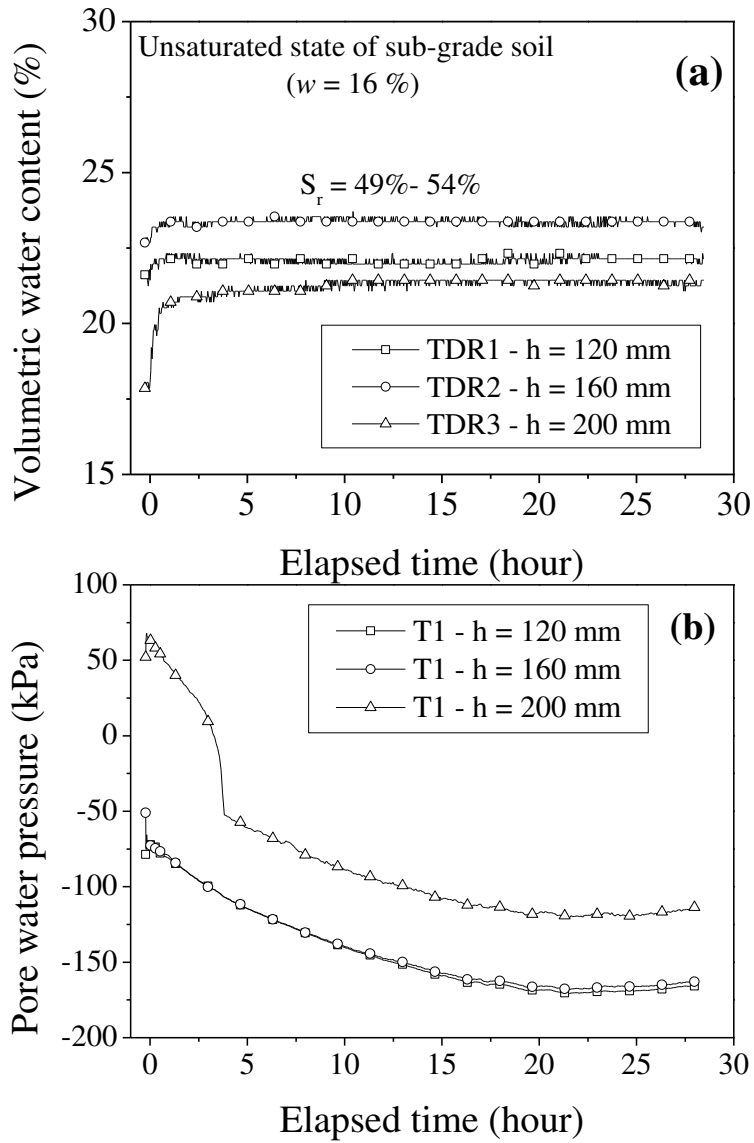 Unsaturated state of sub-grade soil
(w = 16 %)
(a)
S_r = 49%- 54%
TDR1 - h = 120 mm
TDR2 - h = 160 mm
TDR3 - h = 200 mm
30
25
20
15
Volumetric water content (%)
0 5 10 15 20 25 30
Elapsed time (hour)
T1 - h = 120 mm
T1 - h = 160 mm
T1 - h = 200 mm
(b)
100
50
0
-50
-100
-150
-200
Pore water pressure (kPa)
0 5 10 15 20 25 30
Elapsed time (hour)